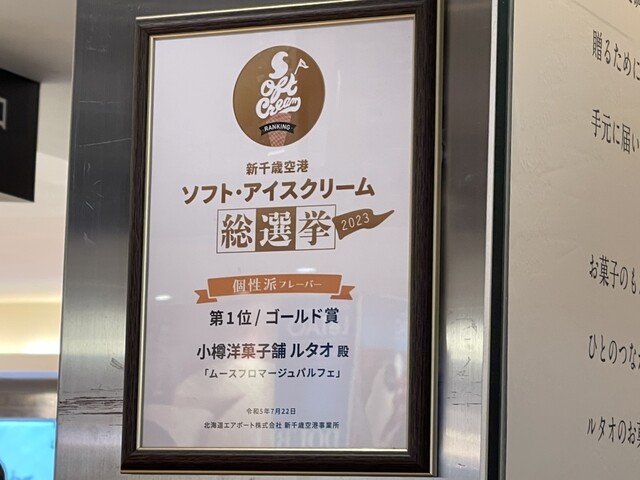 Soft
Cream
RANKING
新千歳空港
ソフト・アイスクリーム
総選挙
2023
個性派フレーバー
第1位/ゴールド賞
小樽洋菓子舗 ルタオ 殿
「ムースフロマージュパルフェ」
令和5年7月22日
北海道エアポート株式会社 新千歳空港事業所
贈るために
手元に届い
お菓子のも
ひとのつな
ルタオのお